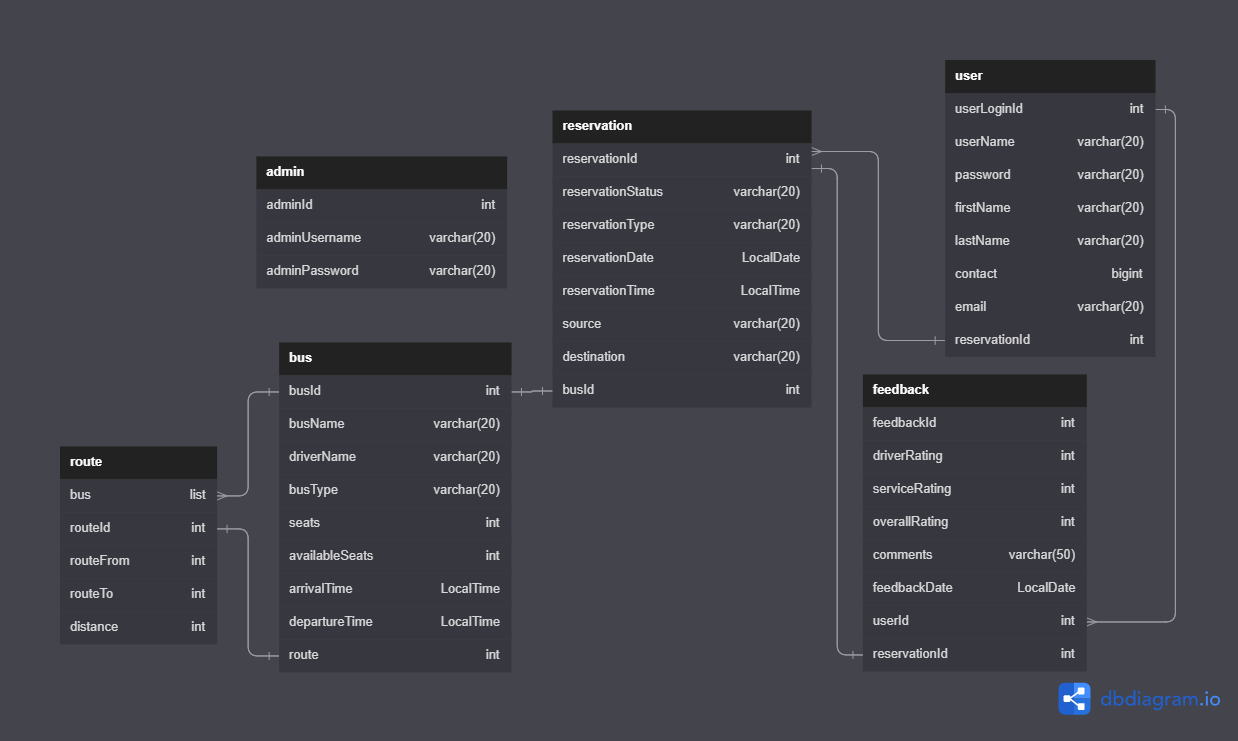 user
userLoginId int
userName varchar(20)
password varchar(20)
firstName varchar(20)
lastName varchar(20)
contact bigint
email varchar(20)
reservationId int
reservation
reservationId int
reservationStatus varchar(20)
reservationType varchar(20)
reservationDate LocalDate
reservationTime LocalTime
source varchar(20)
destination varchar(20)
busId int
admin
adminId int
adminUsername varchar(20)
adminPassword varchar(20)
bus
busId int
busName varchar(20)
driverName varchar(20)
busType varchar(20)
seats int
availableSeats int
arrivalTime LocalTime
departureTime LocalTime
route int
feedback
feedbackId int
driverRating int
serviceRating int
overallRating int
comments varchar(50)
feedbackDate LocalDate
userId int
reservationId int
route
bus list
routeId int
routeFrom int
routeTo int
distance int
dbdiagram.io